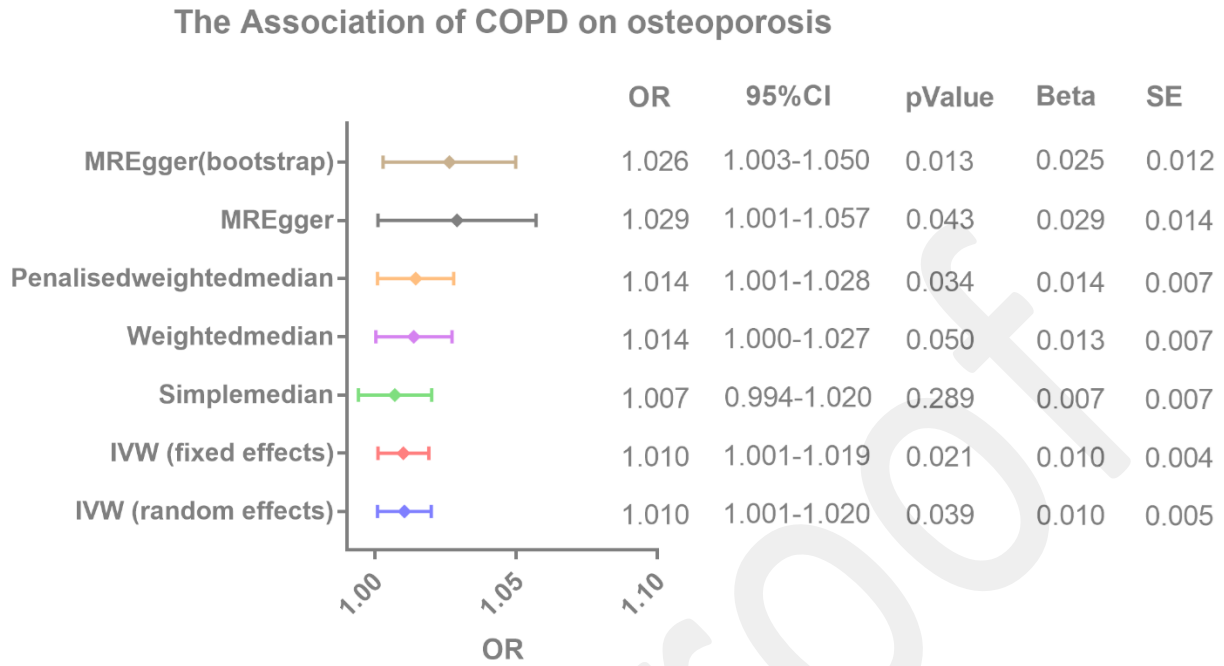 The Association of COPD on osteoporosis
OR 95%CI pValue Beta SE
MREgger(bootstrap) 1.026 1.003-1.050 0.013 0.025 0.012
MREgger 1.029 1.001-1.057 0.043 0.029 0.014
Penalisedweightedmedian 1.014 1.001-1.028 0.034 0.014 0.007
Weightedmedian 1.014 1.000-1.027 0.050 0.013 0.007
Simplemedian 1.007 0.994-1.020 0.289 0.007 0.007
IVW (fixed effects) 1.010 1.001-1.019 0.021 0.010 0.004
IVW (random effects) 1.010 1.001-1.020 0.039 0.010 0.005
1.00 1.05 1.10
OR